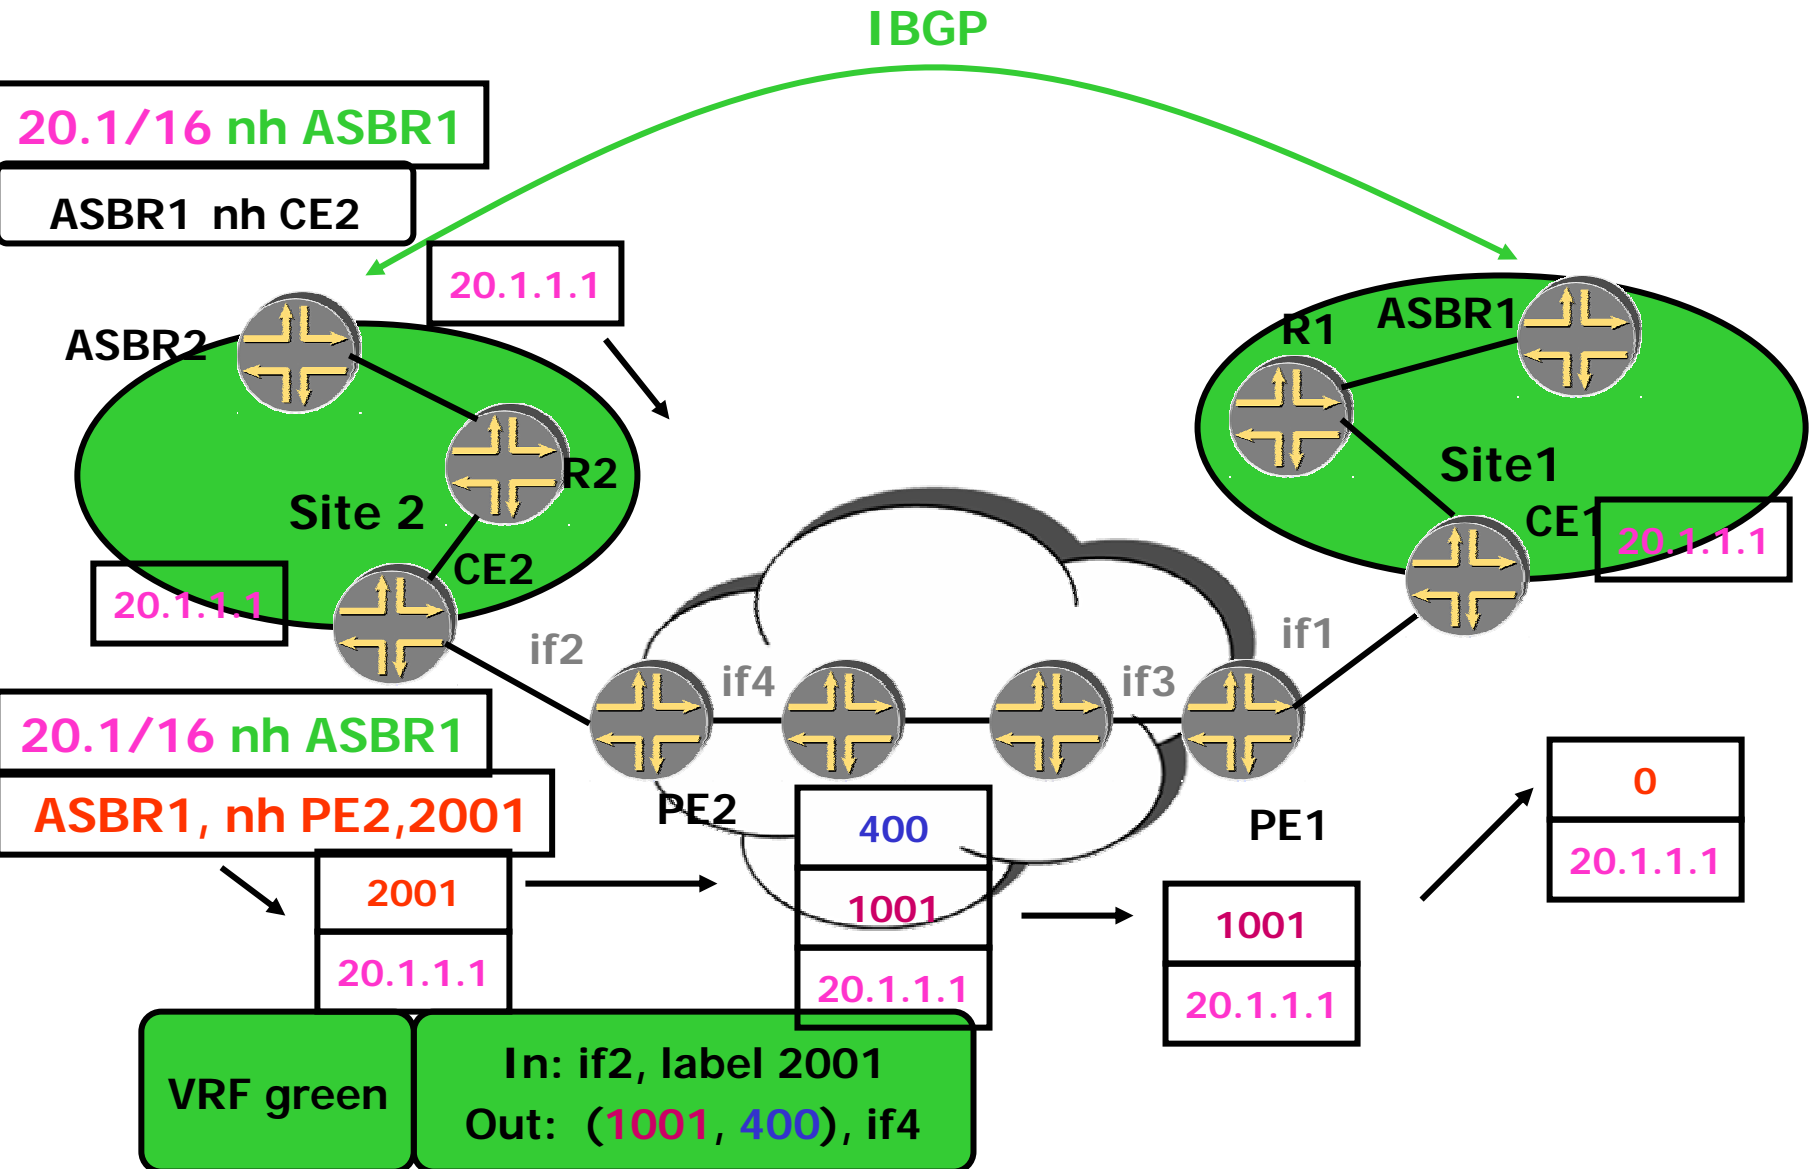 IBGP
20.1/16 nh ASBR1
ASBR1 nh CE2
20.1.1.1
ASBR2
R1
ASBR1
R2
Site 2
Site1
CE1
20.1.1.1
CE2
20.1.1.1
if2
if4
if3
if1
20.1/16 nh ASBR1
ASBR1, nh PE2,2001
PE2
PE1
400
1001
20.1.1.1
0
20.1.1.1
2001
20.1.1.1
1001
20.1.1.1
VRF green
In: if2, label 2001
Out: (1001, 400), if4